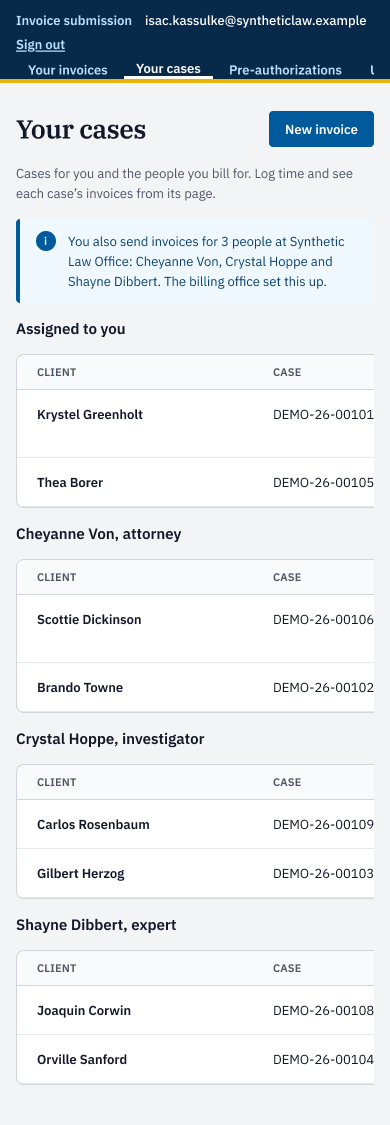 Invoice submission isac.kassulke@syntheticlaw.example
Sign out
Your invoices Your cases Pre-authorizations
Your cases
New invoice
Cases for you and the people you bill for. Log time and see
each case’s invoices from its page.
You also send invoices for 3 people at Synthetic
Law Office: Cheyanne Von, Crystal Hoppe and
Shayne Dibbert. The billing office set this up.
Assigned to you
CLIENT CASE
Krystel Greenholt DEMO-26-00101
Thea Borer DEMO-26-00105
Cheyanne Von, attorney
CLIENT CASE
Scottie Dickinson DEMO-26-00106
Brando Towne DEMO-26-00102
Crystal Hoppe, investigator
CLIENT CASE
Carlos Rosenbaum DEMO-26-00109
Gilbert Herzog DEMO-26-00103
Shayne Dibbert, expert
CLIENT CASE
Joaquin Corwin DEMO-26-00108
Orville Sanford DEMO-26-00104